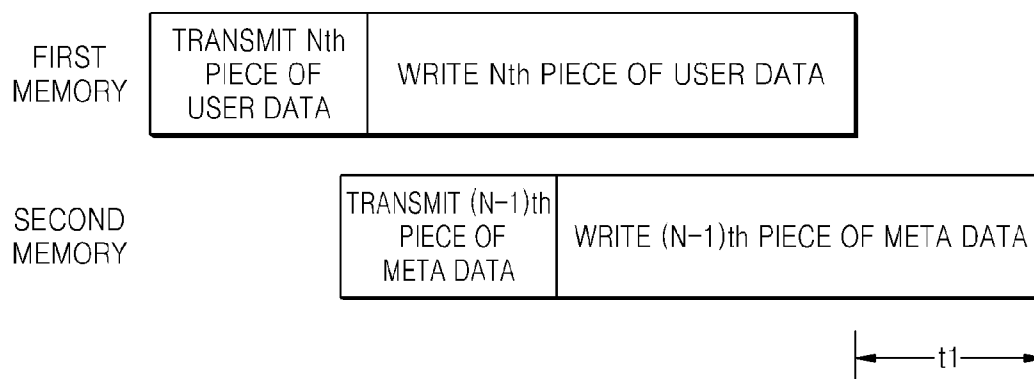 FIRST
MEMORY
TRANSMIT Nth
PIECE OF
USER DATA
WRITE Nth PIECE OF USER DATA
SECOND
MEMORY
TRANSMIT (N-1)th
PIECE OF
META DATA
WRITE (N-1)th PIECE OF META DATA
t1